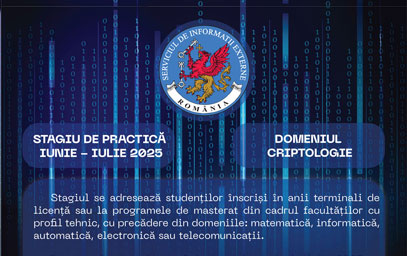 SERVICIUL DE INFORMAȚII EXTERNE
ROMÂNIA
STAGIU DE PRACTICĂ
IUNIE – IULIE 2025
DOMENIUL
CRIPTOLOGIE
Stagiul se adresează studenților înscriși în anii terminali de
licență sau la programele de masterat din cadrul facultăților cu
profil tehnic, cu precădere din domeniile: matematică, informatică,
automatică, electronică sau telecomunicații.